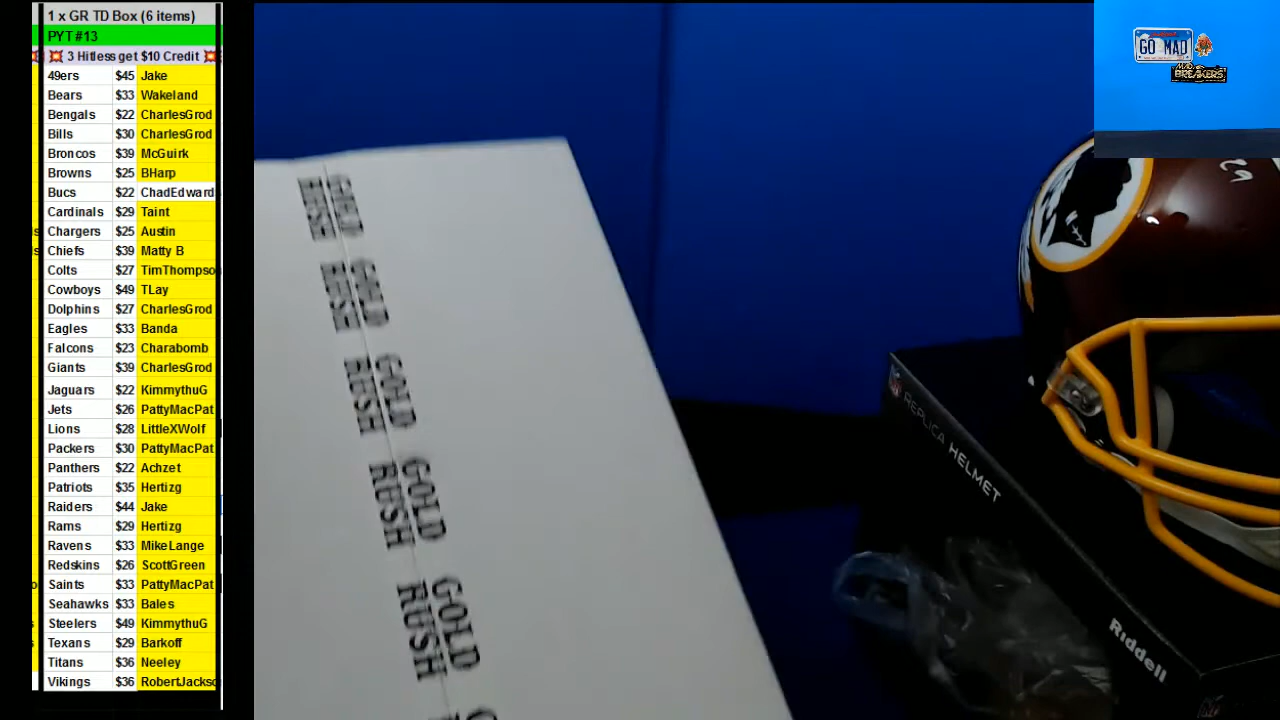 1 x GR TD Box (6 items)
PYT #13
💥 3 Hitless get $10 Credit 💥
49ers $45 Jake
Bears $33 Wakeland
Bengals $22 CharlesGrod
Bills $30 CharlesGrod
Broncos $39 McGuirk
Browns $25 BHarp
Bucs $22 ChadEdward
Cardinals $29 Taint
Chargers $25 Austin
Chiefs $39 Matty B
Colts $27 TimThompso
Cowboys $49 TLay
Dolphins $27 CharlesGrod
Eagles $33 Banda
Falcons $23 Charabomb
Giants $39 CharlesGrod
Jaguars $22 KimmythuG
Jets $26 PattyMacPat
Lions $28 LittleXWolf
Packers $30 PattyMacPat
Panthers $22 Achzet
Patriots $35 Hertizg
Raiders $44 Jake
Rams $29 Hertizg
Ravens $33 MikeLange
Redskins $26 ScottGreen
Saints $33 PattyMacPat
Seahawks $33 Bales
Steelers $49 KimmythuG
Texans $29 Barkoff
Titans $36 Neeley
Vikings $36 RobertJackso
GOLD
RUSH
GOLD
RUSH
GOLD
RUSH
GOLD
RUSH
GOLD
RUSH
GO MAD
MAD
BREAKERS
29
REPLICA HELMET
Riddell